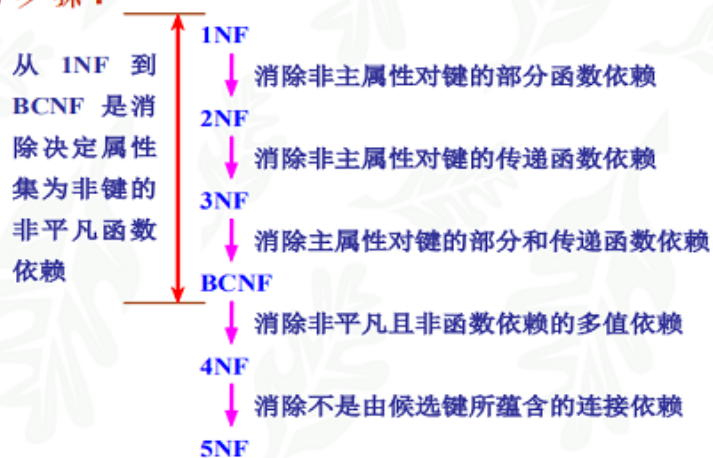 1NF
从 1NF 到
BCNF 是消
除决定属性
集为非键的
非平凡函数
依赖
消除非主属性对键的部分函数依赖
2NF
消除非主属性对键的传递函数依赖
3NF
消除主属性对键的部分和传递函数依赖
BCNF
消除非平凡且非函数依赖的多值依赖
4NF
消除不是由候选键所蕴含的连接依赖
5NF